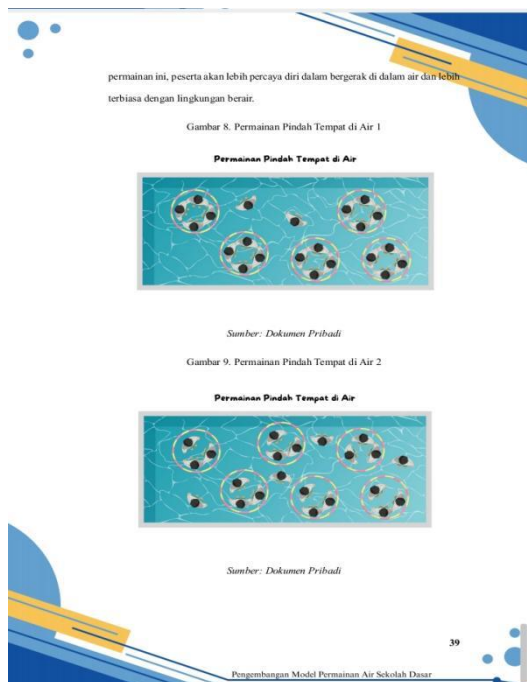 permainan ini, peserta akan lebih percaya diri dalam bergerak di dalam air dan lebih
terbiasa dengan lingkungan berair.
Gambar 8. Permainan Pindah Tempat di Air 1
Permainan Pindah Tempat di Air
Sumber: Dokumen Pribadi
Gambar 9. Permainan Pindah Tempat di Air 2
Permainan Pindah Tempat di Air
Sumber: Dokumen Pribadi
39
Pengembangan Model Permainan Air Sekolah Dasar